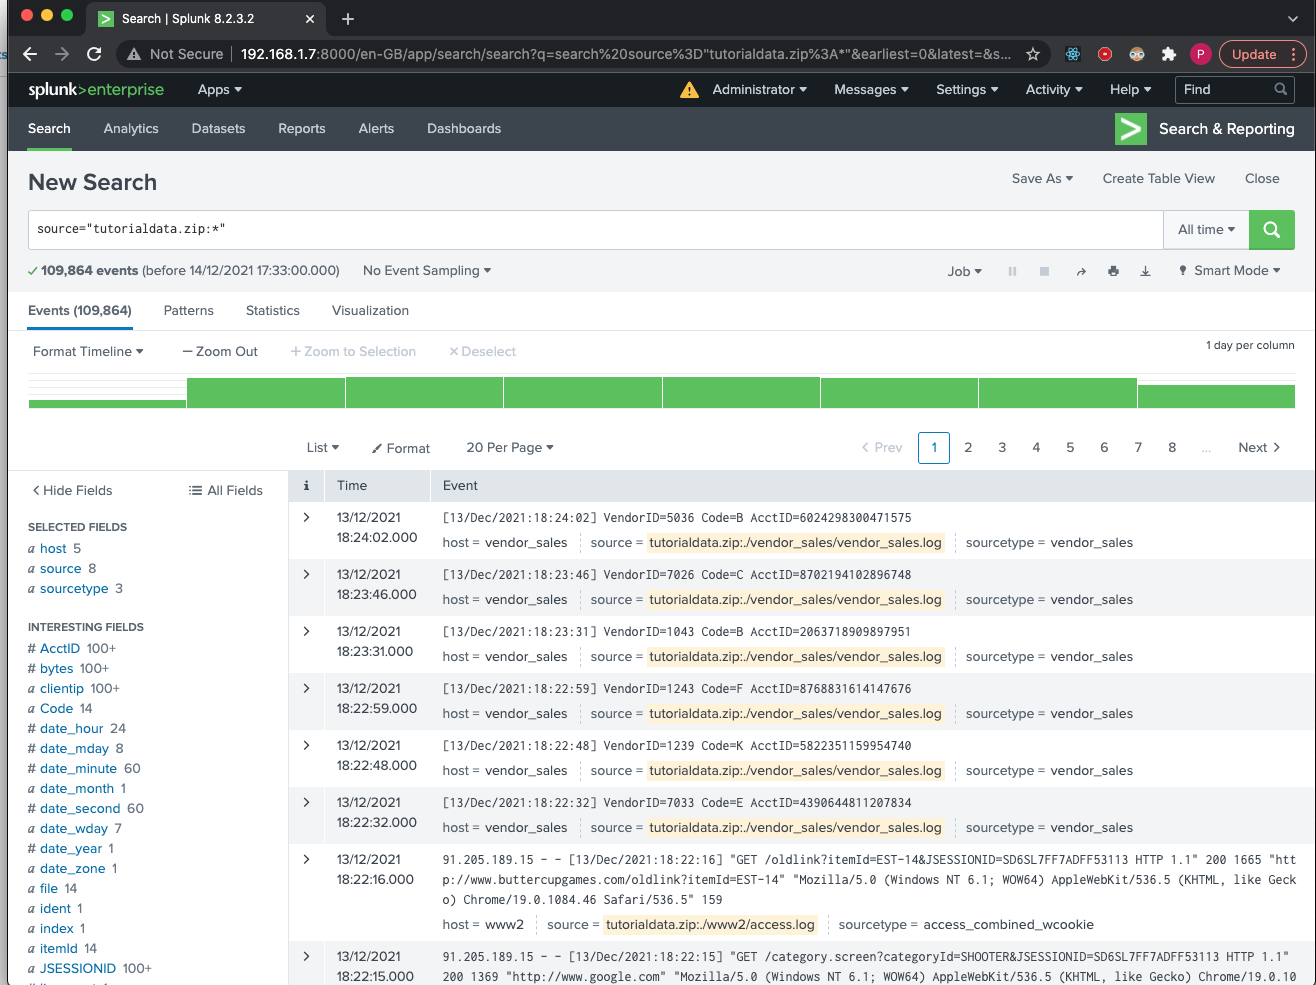 Search | Splunk 8.2.3.2
Not Secure 192.168.1.7:8000/en-GB/app/search/search?q=search%20source%3D"tutorialdata.zip%3A*"&earliest=0&latest=&s... P Update
splunk>enterprise Apps Administrator Messages Settings Activity Help Find
Search Analytics Datasets Reports Alerts Dashboards Search & Reporting
New Search Save As Create Table View Close
source="tutorialdata.zip:*" All time
109,864 events (before 14/12/2021 17:33:00.000) No Event Sampling Job Smart Mode
Events (109,864) Patterns Statistics Visualization
Format Timeline — Zoom Out + Zoom to Selection × Deselect 1 day per column
List Format 20 Per Page < Prev 1 2 3 4 5 6 7 8 ... Next >
< Hide Fields All Fields
SELECTED FIELDS
a host 5
a source 8
a sourcetype 3
INTERESTING FIELDS
# AcctID 100+
# bytes 100+
a clientip 100+
a Code 14
# date_hour 24
# date_mday 8
# date_minute 60
a date_month 1
# date_second 60
a date_wday 7
# date_year 1
a date_zone 1
a file 14
a ident 1
a index 1
a itemId 14
a JSESSIONID 100+
i Time Event
13/12/2021 [13/Dec/2021:18:24:02] VendorID=5036 Code=B AcctID=6024298300471575
18:24:02.000 host = vendor_sales source = tutorialdata.zip:./vendor_sales/vendor_sales.log sourcetype = vendor_sales
13/12/2021 [13/Dec/2021:18:23:46] VendorID=7026 Code=C AcctID=8702194102896748
18:23:46.000 host = vendor_sales source = tutorialdata.zip:./vendor_sales/vendor_sales.log sourcetype = vendor_sales
13/12/2021 [13/Dec/2021:18:23:31] VendorID=1043 Code=B AcctID=2063718909897951
18:23:31.000 host = vendor_sales source = tutorialdata.zip:./vendor_sales/vendor_sales.log sourcetype = vendor_sales
13/12/2021 [13/Dec/2021:18:22:59] VendorID=1243 Code=F AcctID=8768831614147676
18:22:59.000 host = vendor_sales source = tutorialdata.zip:./vendor_sales/vendor_sales.log sourcetype = vendor_sales
13/12/2021 [13/Dec/2021:18:22:48] VendorID=1239 Code=K AcctID=5822351159954740
18:22:48.000 host = vendor_sales source = tutorialdata.zip:./vendor_sales/vendor_sales.log sourcetype = vendor_sales
13/12/2021 [13/Dec/2021:18:22:32] VendorID=7033 Code=E AcctID=4390644811207834
18:22:32.000 host = vendor_sales source = tutorialdata.zip:./vendor_sales/vendor_sales.log sourcetype = vendor_sales
13/12/2021 91.205.189.15 - - [13/Dec/2021:18:22:16] "GET /oldlink?itemId=EST-14&JSESSIONID=SD6SL7FF7ADFF53113 HTTP 1.1" 200 1665 "htt
18:22:16.000 p://www.buttercupgames.com/oldlink?itemId=EST-14" "Mozilla/5.0 (Windows NT 6.1; WOW64) AppleWebKit/536.5 (KHTML, like Geck
o) Chrome/19.0.1084.46 Safari/536.5" 159
host = www2 source = tutorialdata.zip:./www2/access.log sourcetype = access_combined_wcookie
13/12/2021 91.205.189.15 - - [13/Dec/2021:18:22:15] "GET /category.screen?categoryId=SHOOTER&JSESSIONID=SD6SL7FF7ADFF53113 HTTP 1.1"
18:22:15.000 200 1369 "http://www.google.com" "Mozilla/5.0 (Windows NT 6.1; WOW64) AppleWebKit/536.5 (KHTML, like Gecko) Chrome/19.0.10